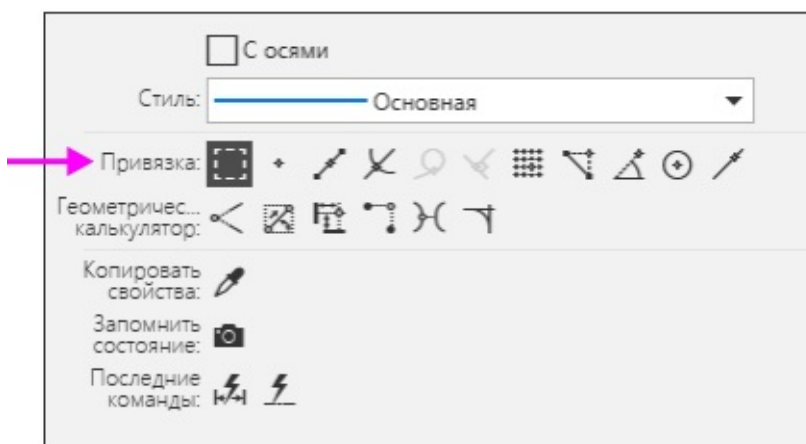 С осями
Стиль: Основная
Привязка:
Геометричес...
калькулятор:
Копировать
свойства:
Запомнить
состояние:
Последние
команды: